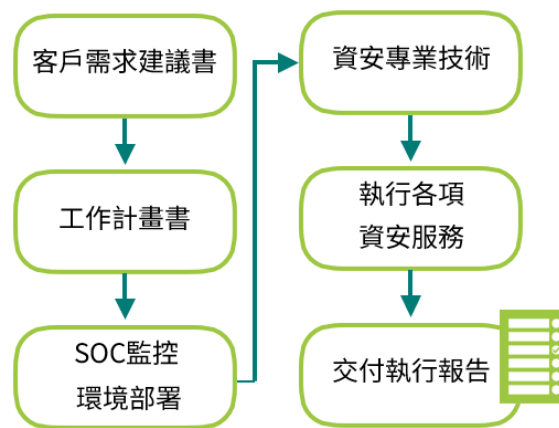 客戶需求建議書
工作計畫書
SOC監控
環境部署
資安專業技術
執行各項
資安服務
交付執行報告